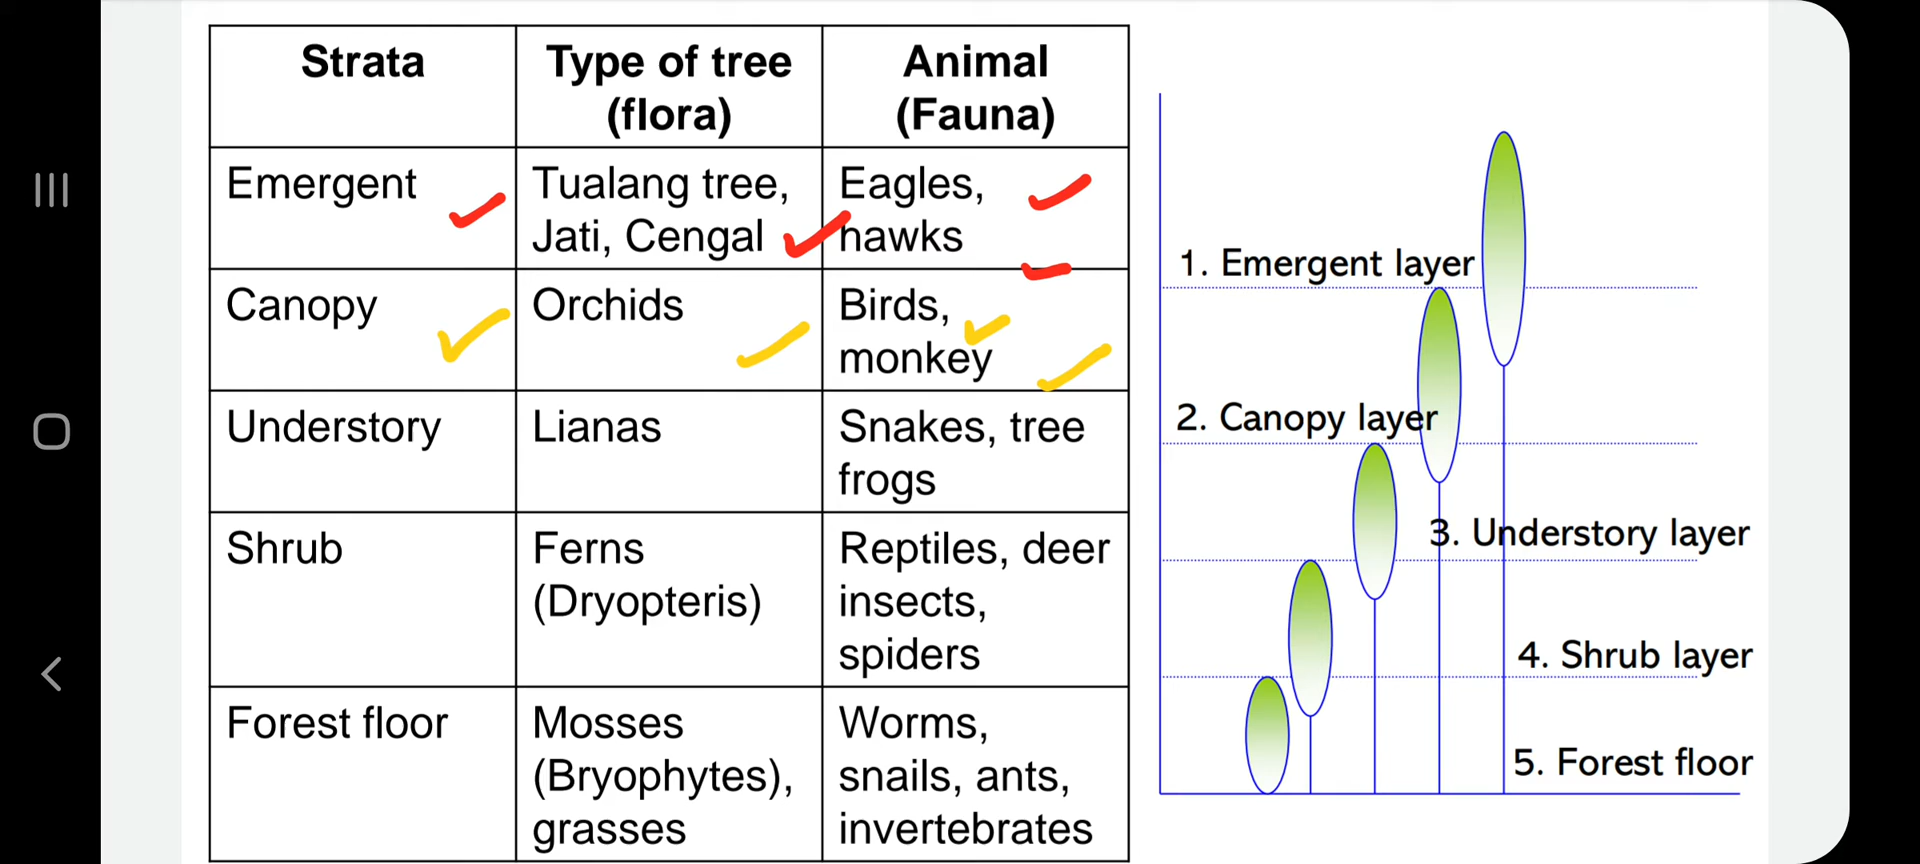 Strata
Type of tree
(flora)
Animal
(Fauna)
Emergent
Tualang tree,
Jati, Cengal
Eagles,
hawks
Canopy
Orchids
Birds,
monkey
Understory
Lianas
Snakes, tree
frogs
Shrub
Ferns
(Dryopteris)
Reptiles, deer
insects,
spiders
Forest floor
Mosses
(Bryophytes),
grasses
Worms,
snails, ants,
invertebrates
1. Emergent layer
2. Canopy layer
3. Understory layer
4. Shrub layer
5. Forest floor